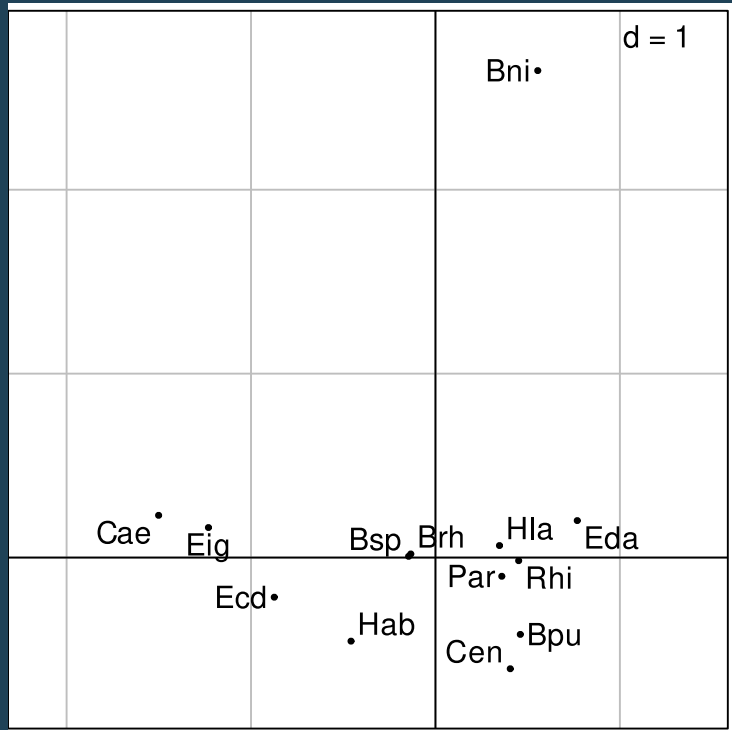 d = 1
Bni
Cae
Eig
Bsp
Brh
Hla
Eda
Par
Rhi
Ecd
Hab
Bpu
Cen